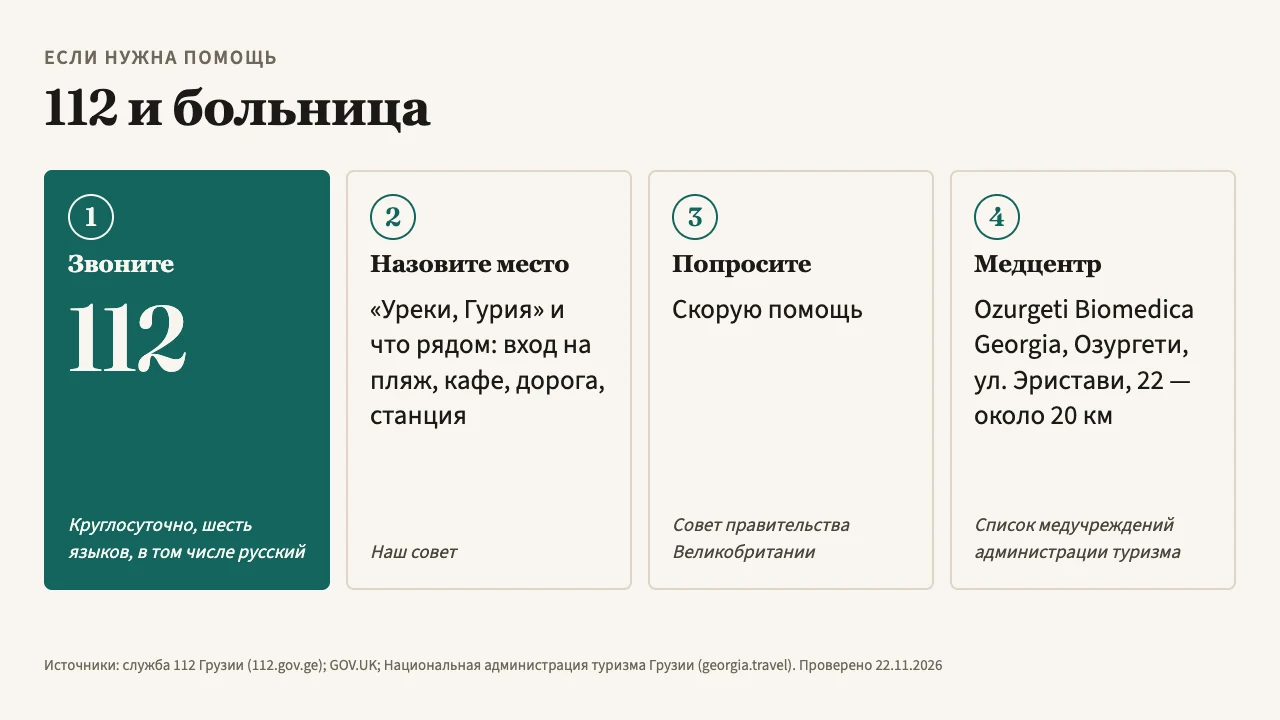 ЕСЛИ НУЖНА ПОМОЩЬ
112 и больница
1
Звоните
112
Круглосуточно, шесть
языков, в том числе русский
2
Назовите место
«Уреки, Гурия» и
что рядом: вход на
пляж, кафе, дорога,
станция
Наш совет
3
Попросите
Скорую помощь
Совет правительства
Великобритании
4
Медцентр
Ozurgeti Biomedica
Georgia, Озургети,
ул. Эристави, 22 —
около 20 км
Список медучреждений
администрации туризма
Источники: служба 112 Грузии (112.gov.ge); GOV.UK; Национальная администрация туризма Грузии (georgia.travel). Проверено 22.11.2026